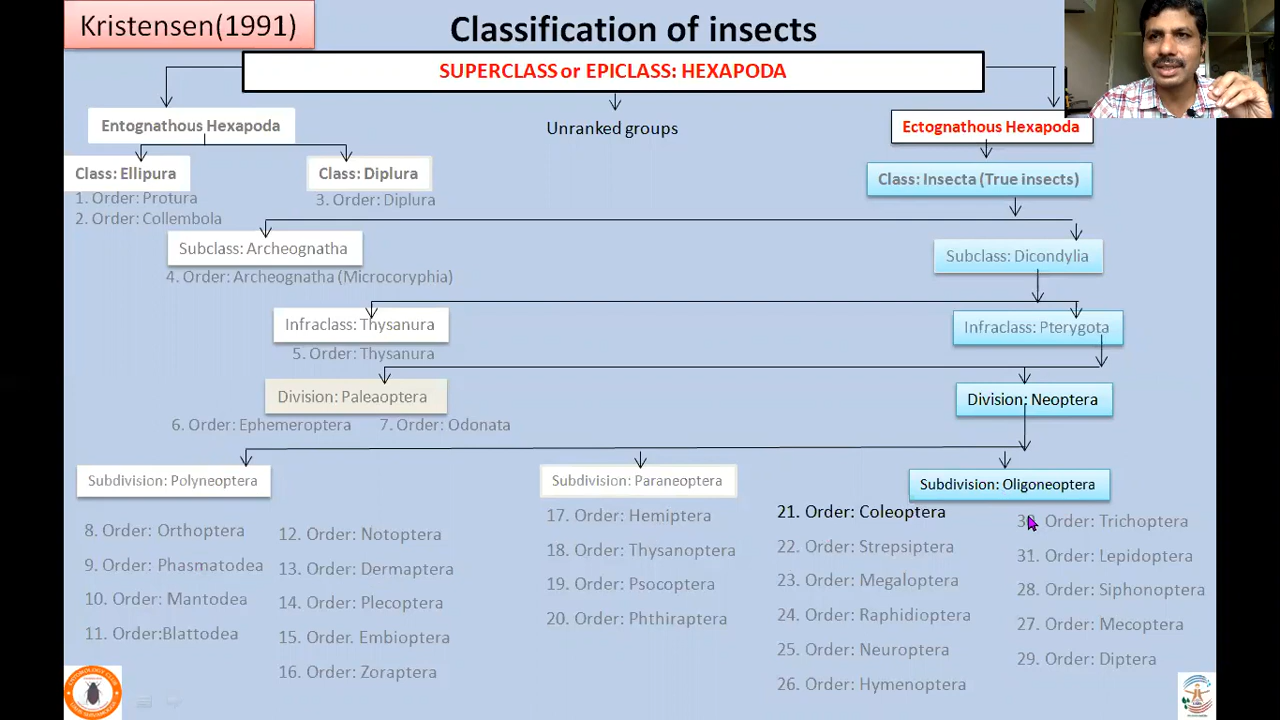 Kristensen(1991)
Classification of insects
SUPERCLASS or EPICLASS: HEXAPODA
Entognathous Hexapoda
Unranked groups
Ectognathous Hexapoda
Class: Ellipura
Class: Diplura
Class: Insecta (True insects)
1. Order: Protura
3. Order: Diplura
2. Order: Collembola
Subclass: Archeognatha
Subclass: Dicondylia
4. Order: Archeognatha (Microcoryphia)
Infraclass: Thysanura
Infraclass: Pterygota
5. Order: Thysanura
Division: Paleaoptera
Division: Neoptera
6. Order: Ephemeroptera
7. Order: Odonata
Subdivision: Polyneoptera
Subdivision: Paraneoptera
Subdivision: Oligoneoptera
8. Order: Orthoptera
9. Order: Phasmatodea
10. Order: Mantodea
11. Order:Blattodea
12. Order: Notoptera
13. Order: Dermaptera
14. Order: Plecoptera
15. Order. Embioptera
16. Order: Zoraptera
17. Order: Hemiptera
18. Order: Thysanoptera
19. Order: Psocoptera
20. Order: Phthiraptera
21. Order: Coleoptera
22. Order: Strepsiptera
23. Order: Megaloptera
24. Order: Raphidioptera
25. Order: Neuroptera
26. Order: Hymenoptera
Order: Trichoptera
31. Order: Lepidoptera
28. Order: Siphonoptera
27. Order: Mecoptera
29. Order: Diptera